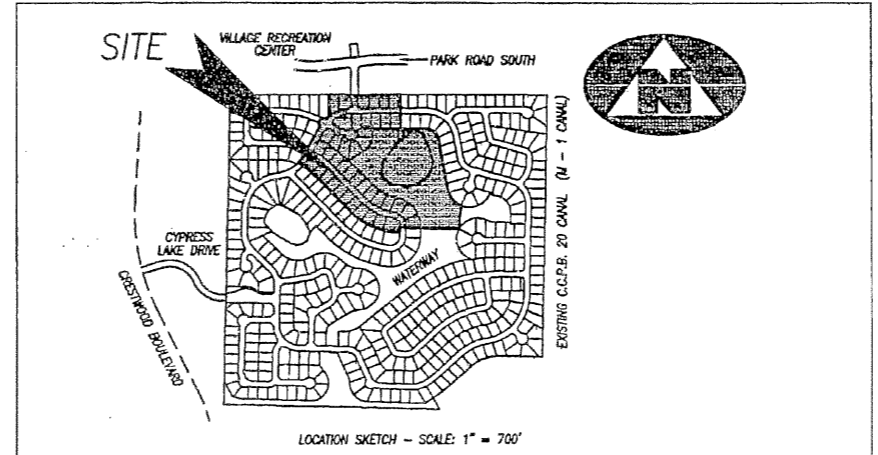 SITE
VILLAGE RECREATION
CENTER
PARK ROAD SOUTH
N
EXISTING C.C.P.B. 20 CANAL (M - 1 CANAL)
CYPRESS
LAKE DRIVE
WATERWAY
CRESTWOOD BOULEVARD
LOCATION SKETCH - SCALE: 1" = 700'